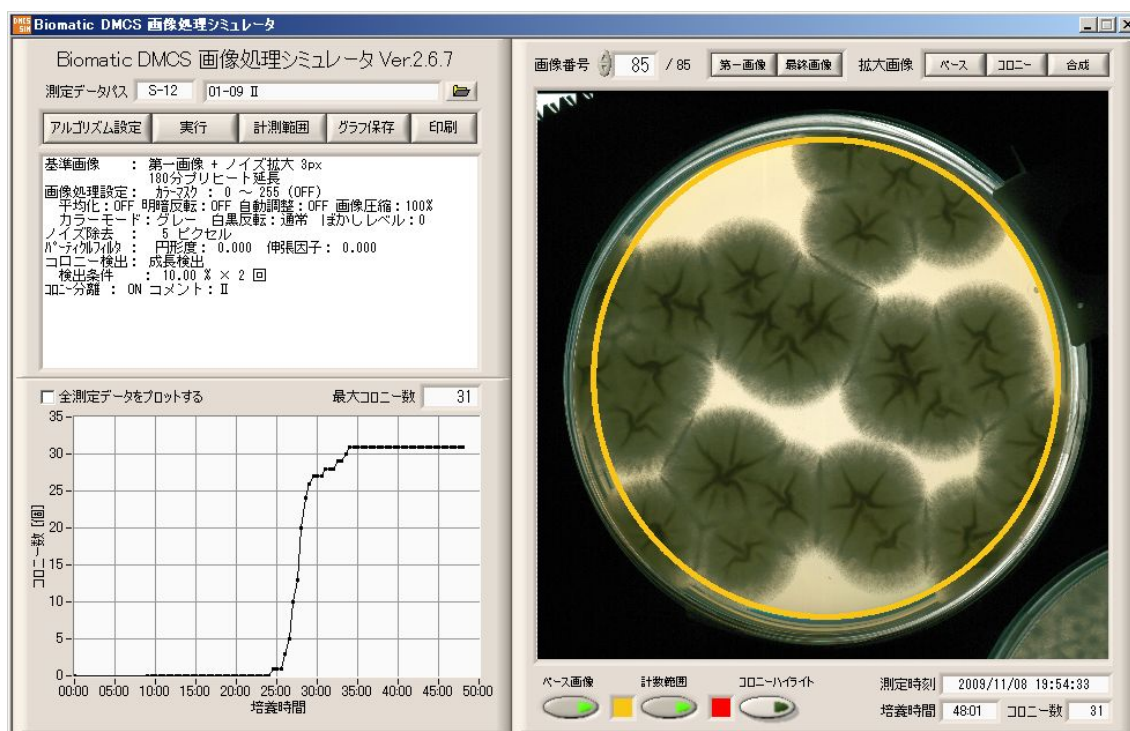 Biomatic DMCS 画像処理シミュレータ
Biomatic DMCS 画像処理シミュレータ Ver.2.6.7
測定データパス S-12 01-09 Ⅱ
アルゴリズム設定 実行 計測範囲 グラフ保存 印刷
基準画像 : 第一画像 + ノイズ拡大 3px
180分プリヒート延長
画像処理設定: カラーマスク : 0 ~ 255 (OFF)
平均化:OFF 明暗反転:OFF 自動調整:OFF 画像圧縮:100%
カラーモード:グレー 白黒反転:通常 ぼかしレベル:0
ノイズ除去 : 5 ピクセル
パーティクルフィルタ : 円形度: 0.000 伸張因子: 0.000
コロニー検出: 成長検出
検出条件 : 10.00 % × 2 回
コロニー分離 : ON コメント:Ⅱ
全測定データをプロットする 最大コロニー数 31
35
30
25
20
15
10
5
0
コロニー数 [個]
00:00 05:00 10:00 15:00 20:00 25:00 30:00 35:00 40:00 45:00 50:00
培養時間
画像番号 85 / 85 第一画像 最終画像 拡大画像 ベース コロニー 合成
ベース画像 計数範囲 コロニーハイライト
測定時刻 2009/11/08 19:54:33
培養時間 48:01 コロニー数 31